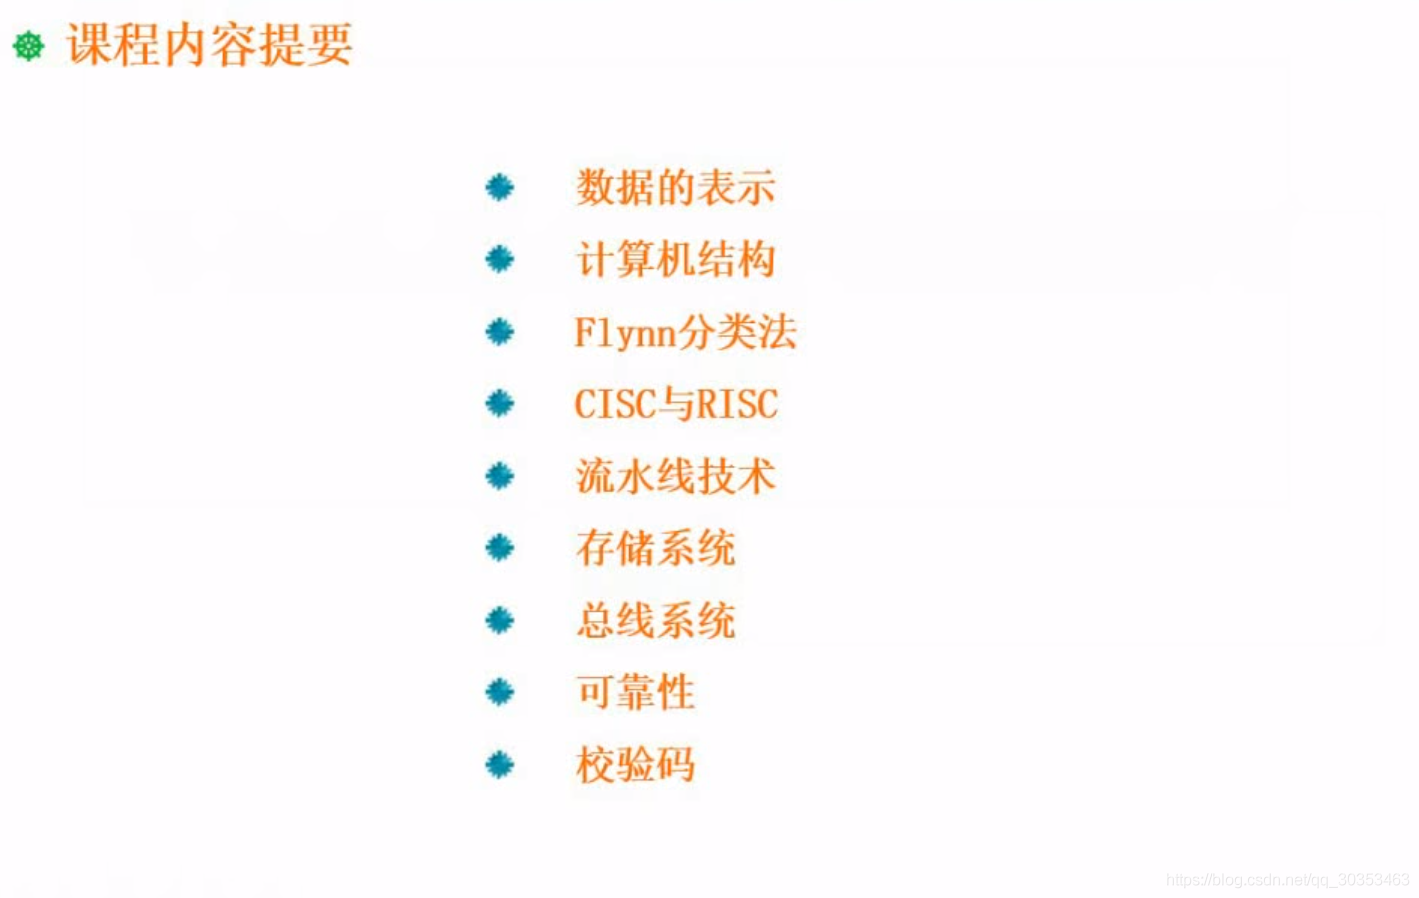 课程内容提要
数据的表示
计算机结构
Flynn分类法
CISC与RISC
流水线技术
存储系统
总线系统
可靠性
校验码
https://blog.csdn.net/qq_30353463